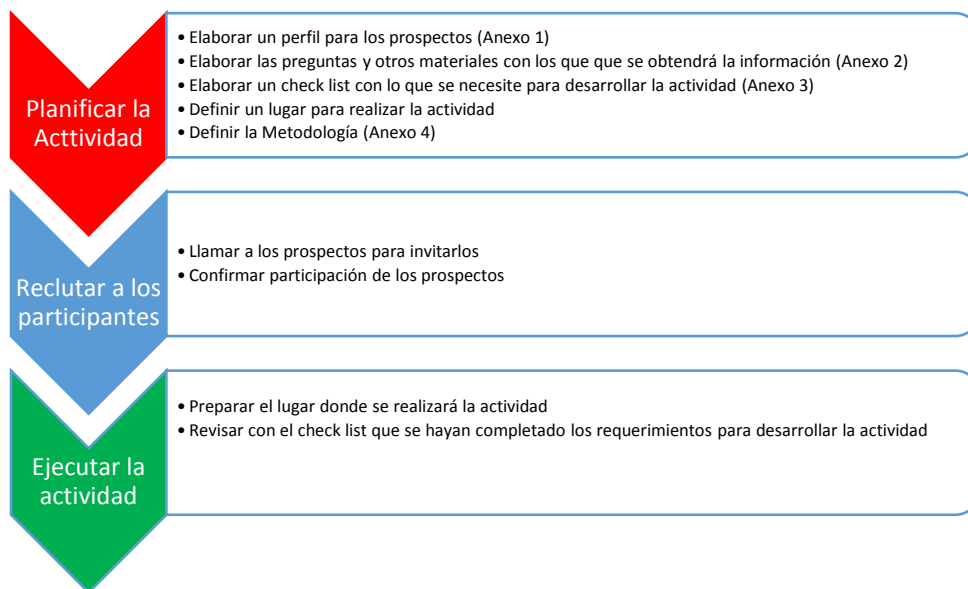 Planificar la
Acttividad
• Elaborar un perfil para los prospectos (Anexo 1)
• Elaborar las preguntas y otros materiales con los que que se obtendrá la información (Anexo 2)
• Elaborar un check list con lo que se necesite para desarrollar la actividad (Anexo 3)
• Definir un lugar para realizar la actividad
• Definir la Metodología (Anexo 4)
Reclutar a los
participantes
• Llamar a los prospectos para invitarlos
• Confirmar participación de los prospectos
Ejecutar la
actividad
• Preparar el lugar donde se realizará la actividad
• Revisar con el check list que se hayan completado los requerimientos para desarrollar la actividad